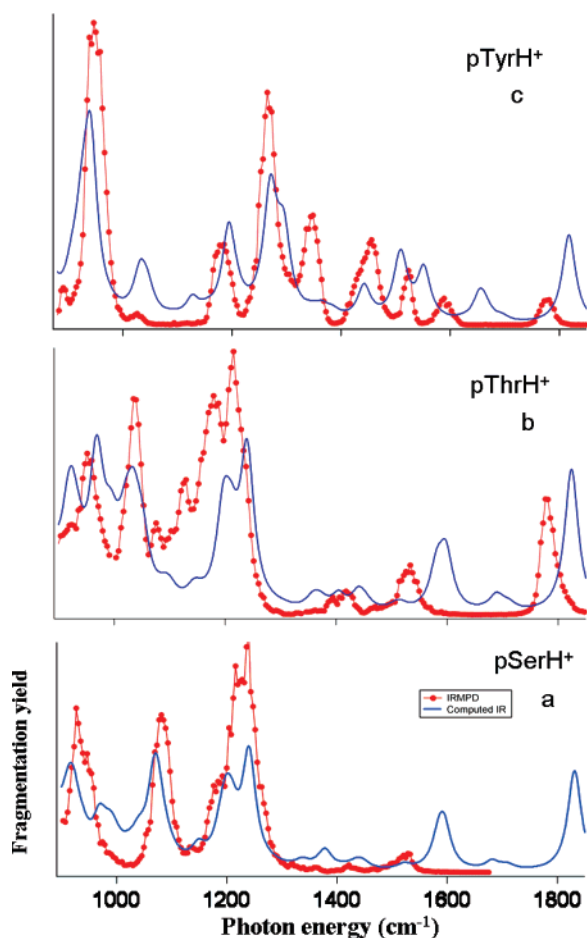 pTyrH+
c
pThrH+
b
pSerH+
a
IRMPD
Computed IR
Fragmentation yield
1000 1200 1400 1600 1800
Photon energy (cm-1)